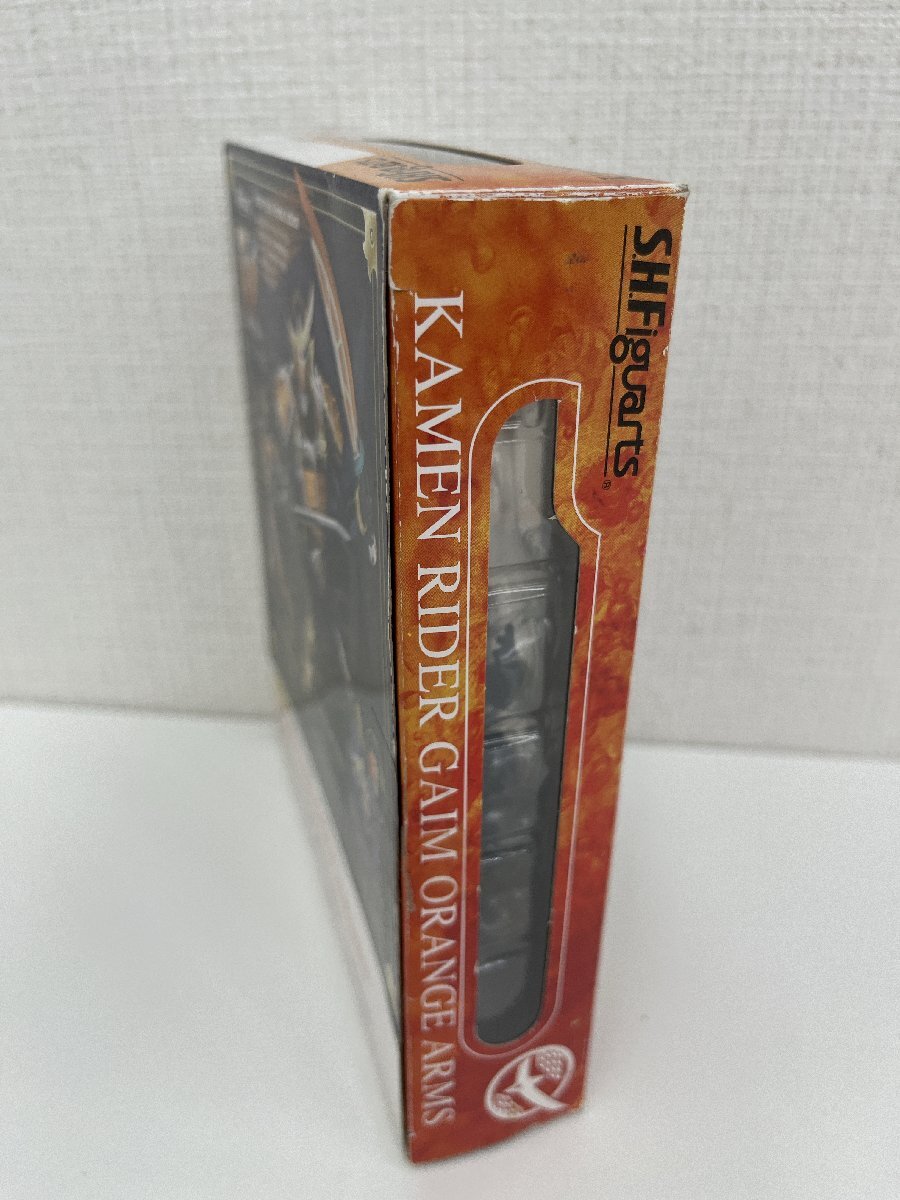 S.H.Figuarts®
KAMEN RIDER GAIM ORANGE ARMS